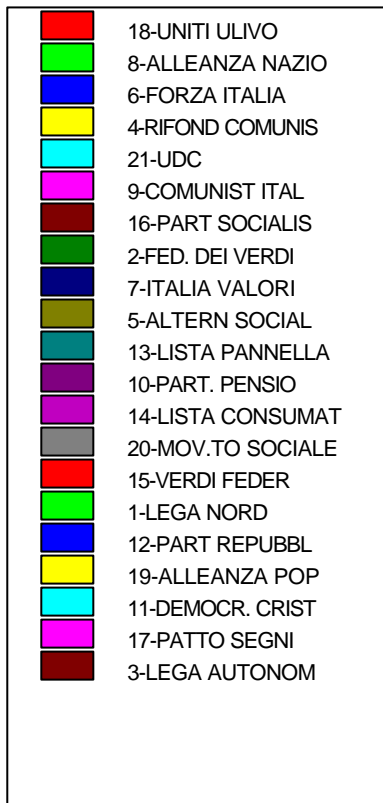 18-UNITI ULIVO
8-ALLEANZA NAZIO
6-FORZA ITALIA
4-RIFOND COMUNIS
21-UDC
9-COMUNIST ITAL
16-PART SOCIALIS
2-FED. DEI VERDI
7-ITALIA VALORI
5-ALTERN SOCIAL
13-LISTA PANNELLA
10-PART. PENSIO
14-LISTA CONSUMAT
20-MOV.TO SOCIALE
15-VERDI FEDER
1-LEGA NORD
12-PART REPUBBL
19-ALLEANZA POP
11-DEMOCR. CRIST
17-PATTO SEGNI
3-LEGA AUTONOM